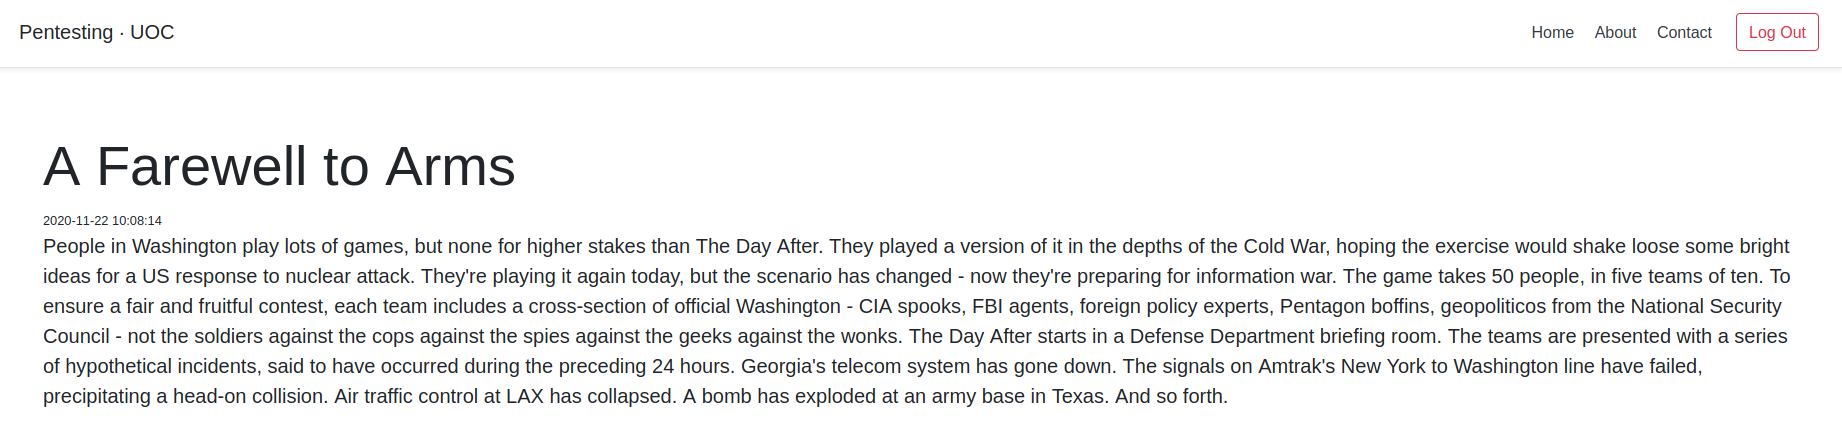 Pentesting · UOC
Home About Contact Log Out
A Farewell to Arms
2020-11-22 10:08:14
People in Washington play lots of games, but none for higher stakes than The Day After. They played a version of it in the depths of the Cold War, hoping the exercise would shake loose some bright
ideas for a US response to nuclear attack. They're playing it again today, but the scenario has changed - now they're preparing for information war. The game takes 50 people, in five teams of ten. To
ensure a fair and fruitful contest, each team includes a cross-section of official Washington - CIA spooks, FBI agents, foreign policy experts, Pentagon boffins, geopoliticos from the National Security
Council - not the soldiers against the cops against the spies against the geeks against the wonks. The Day After starts in a Defense Department briefing room. The teams are presented with a series
of hypothetical incidents, said to have occurred during the preceding 24 hours. Georgia's telecom system has gone down. The signals on Amtrak's New York to Washington line have failed,
precipitating a head-on collision. Air traffic control at LAX has collapsed. A bomb has exploded at an army base in Texas. And so forth.